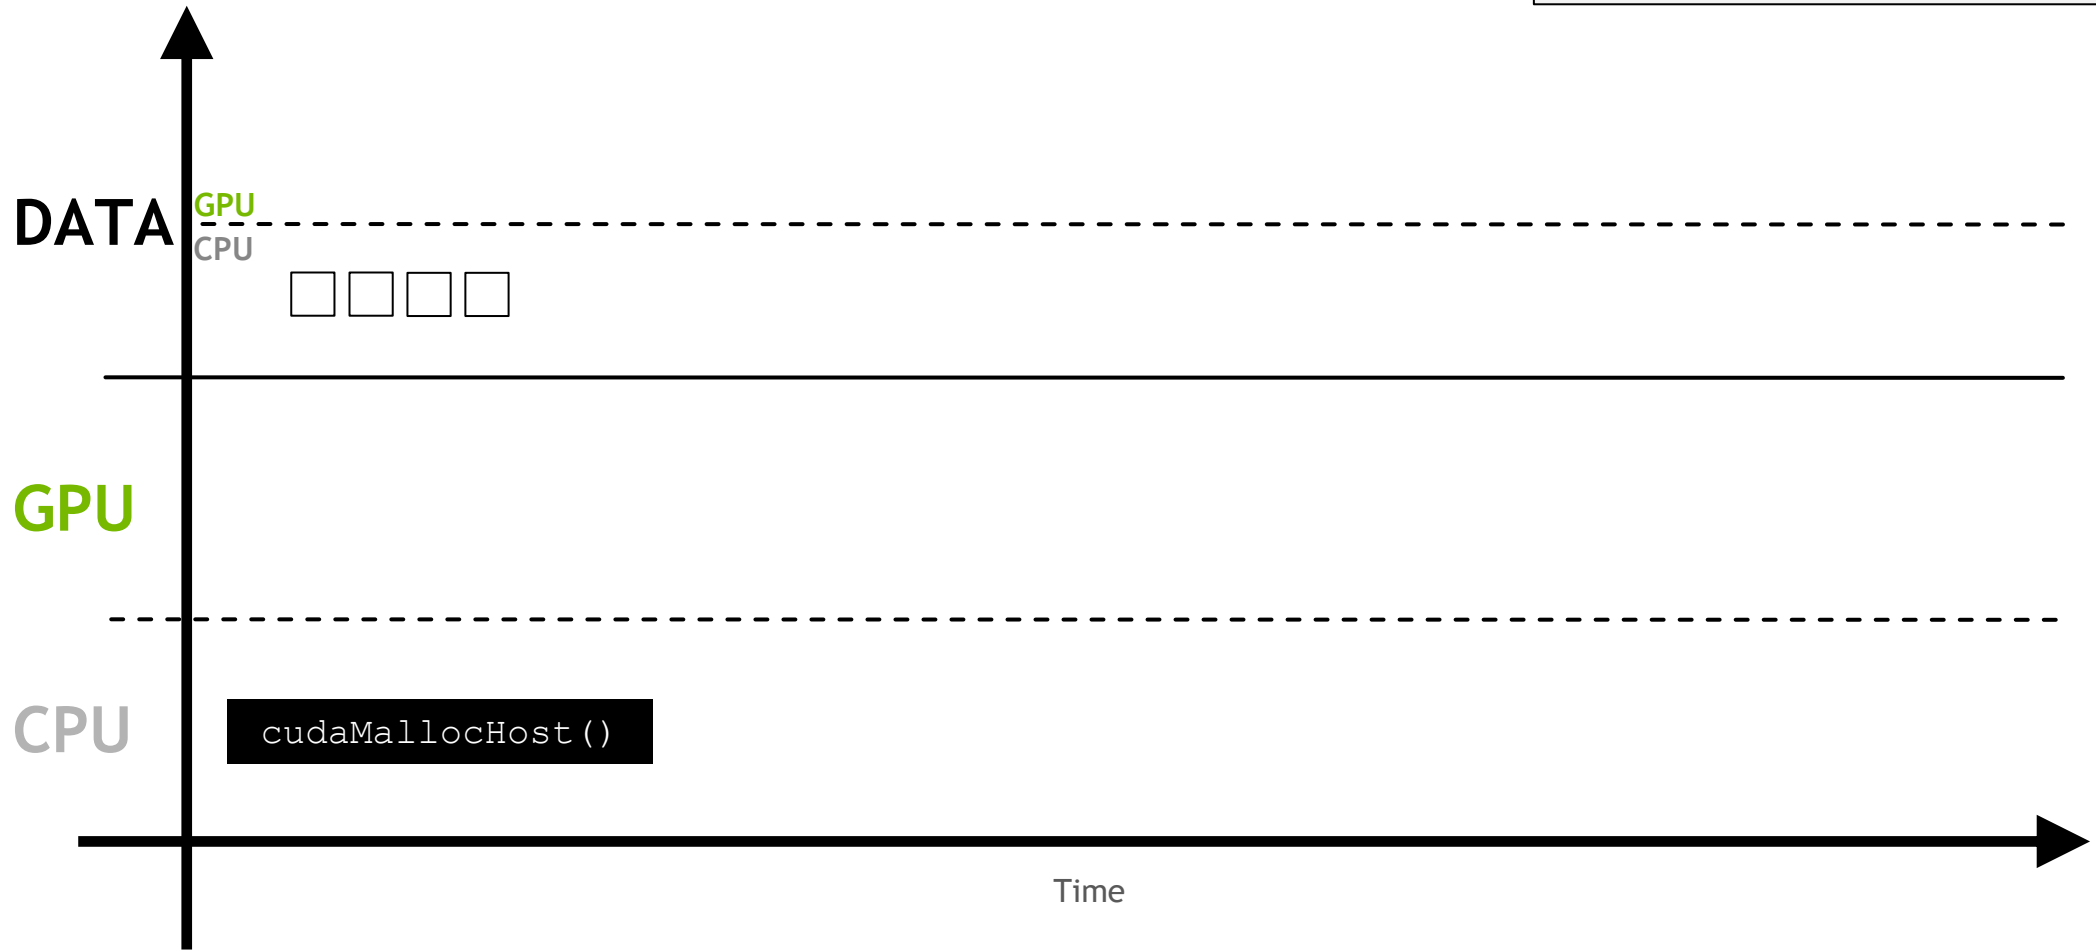 DATA
GPU
CPU
GPU
CPU
cudaMallocHost()
Time